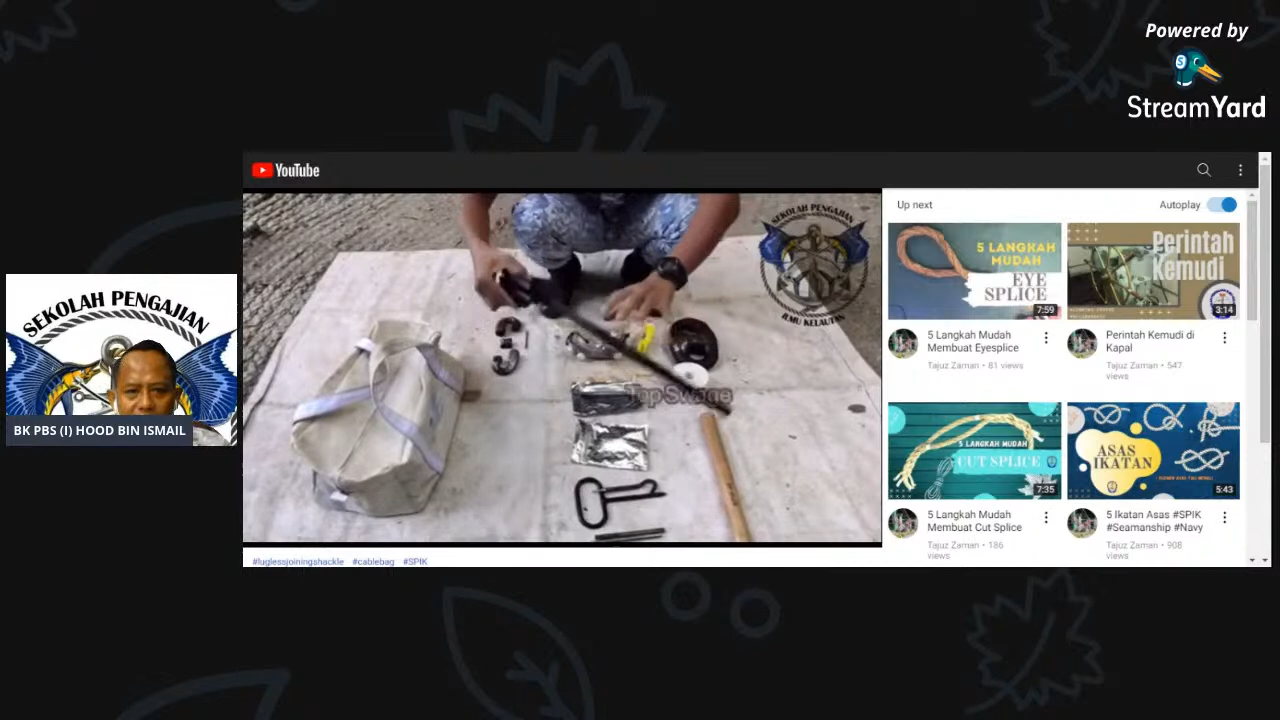 Powered by
StreamYard
YouTube
Up next
Autoplay
SEKOLAH PENGAJIAN
ILMU KELAUTAN
Top Swage
#luglessjoiningshackle #cablebag #SPIK
5 LANGKAH
MUDAH
EYE
SPLICE
7:59
5 Langkah Mudah
Membuat Eyesplice
Tajuz Zaman • 81 views
Perintah
Kemudi
3:14
Perintah Kemudi di
Kapal
Tajuz Zaman • 547
views
5 LANGKAH MUDAH
CUT SPLICE
7:35
5 Langkah Mudah
Membuat Cut Splice
Tajuz Zaman • 186
views
ASAS
IKATAN
5:43
5 Ikatan Asas #SPIK
#Seamanship #Navy
Tajuz Zaman • 908
views
SEKOLAH PENGAJIAN
BK PBS (I) HOOD BIN ISMAIL